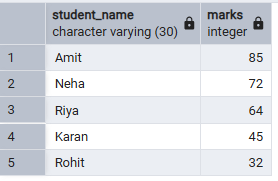 student_name marks
character varying (30) integer
1 Amit 85
2 Neha 72
3 Riya 64
4 Karan 45
5 Rohit 32